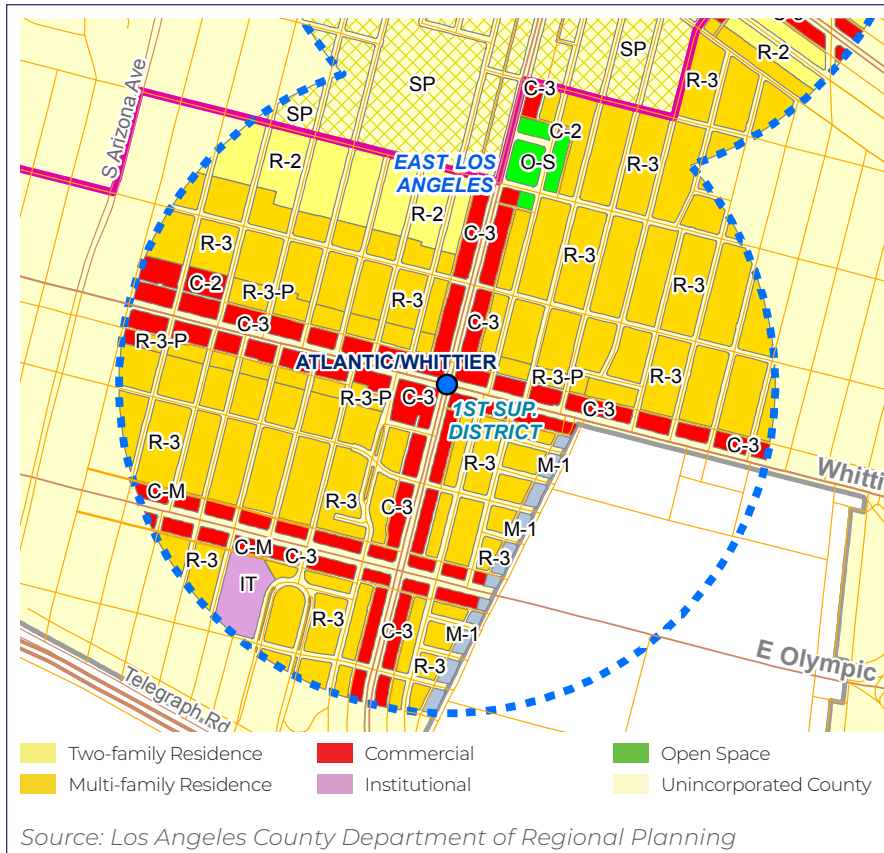 C-3
R-2
SP
R-3
SP
S Arizona Ave
C-3
SP
C-2
R-2
EAST LOS
ANGELES
O-S
R-3
R-2
C-3
R-3
R-3
C-2
R-3-P
R-3
R-3
C-3
C-3
R-3-P
ATLANTIC/WHITTIER
R-3-P
R-3
R-3-P
C-3
1ST SUP.
DISTRICT
C-3
C-3
R-3
R-3
M-1
Whitti
C-M
R-3
C-3
M-1
C-M
C-3
R-3
R-3
IT
R-3
C-3
M-1
E Olympic
R-3
Telegraph Rd
Two-family Residence
Commercial
Open Space
Multi-family Residence
Institutional
Unincorporated County
Source: Los Angeles County Department of Regional Planning